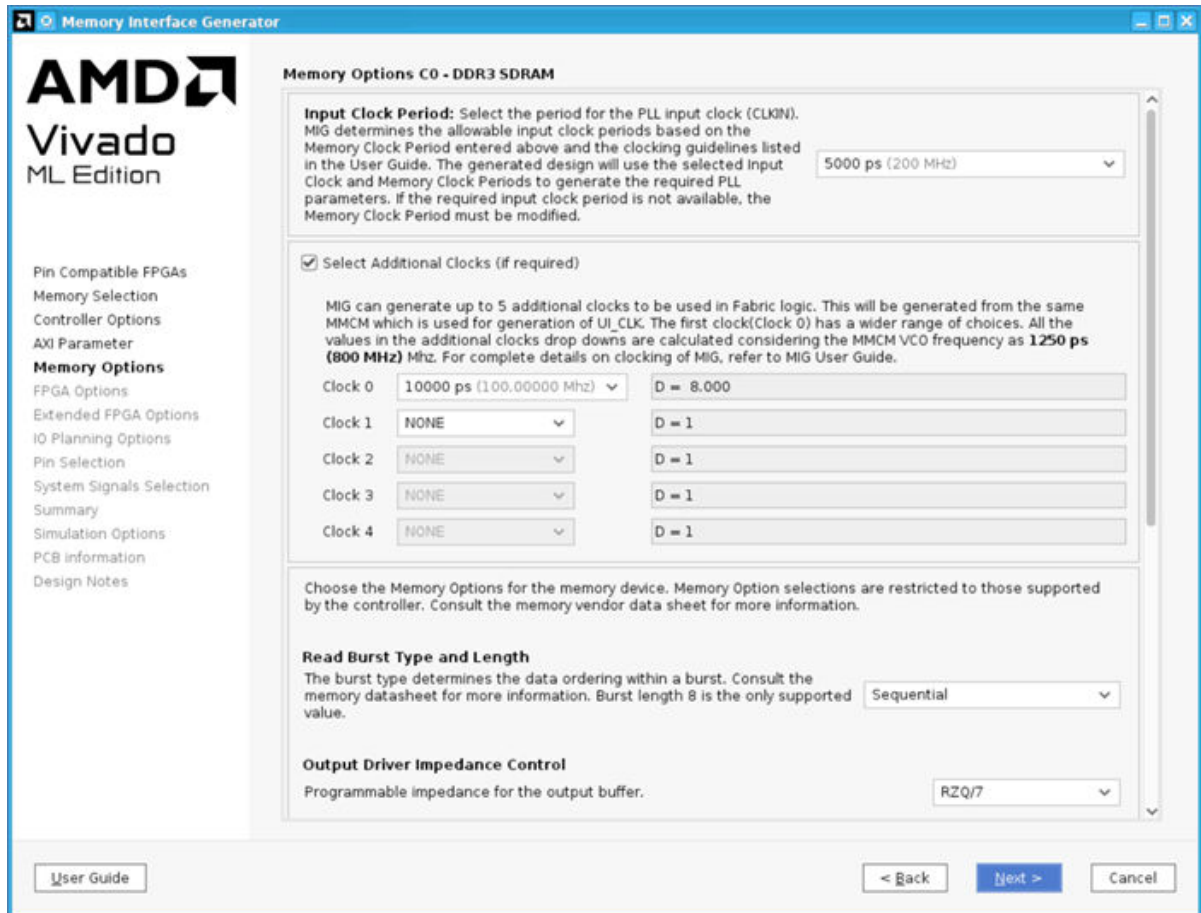 Memory Interface Generator
AMD
Vivado
ML Edition
Pin Compatible FPGAs
Memory Selection
Controller Options
AXI Parameter
Memory Options
FPGA Options
Extended FPGA Options
IO Planning Options
Pin Selection
System Signals Selection
Summary
Simulation Options
PCB information
Design Notes
Memory Options C0 - DDR3 SDRAM
Input Clock Period: Select the period for the PLL input clock (CLKIN).
MIG determines the allowable input clock periods based on the
Memory Clock Period entered above and the clocking guidelines listed
in the User Guide. The generated design will use the selected Input
Clock and Memory Clock Periods to generate the required PLL
parameters. If the required input clock period is not available, the
Memory Clock Period must be modified.
5000 ps (200 MHz)
Select Additional Clocks (if required)
MIG can generate up to 5 additional clocks to be used in Fabric logic. This will be generated from the same
MMCM which is used for generation of UI_CLK. The first clock(Clock 0) has a wider range of choices. All the
values in the additional clocks drop downs are calculated considering the MMCM VCO frequency as 1250 ps
(800 MHz) Mhz. For complete details on clocking of MIG, refer to MIG User Guide.
Clock 0 10000 ps (100.00000 Mhz) D = 8.000
Clock 1 NONE D = 1
Clock 2 NONE D = 1
Clock 3 NONE D = 1
Clock 4 NONE D = 1
Choose the Memory Options for the memory device. Memory Option selections are restricted to those supported
by the controller. Consult the memory vendor data sheet for more information.
Read Burst Type and Length
The burst type determines the data ordering within a burst. Consult the
memory datasheet for more information. Burst length 8 is the only supported
value.
Sequential
Output Driver Impedance Control
Programmable impedance for the output buffer. RZQ/7
User Guide < Back Next > Cancel